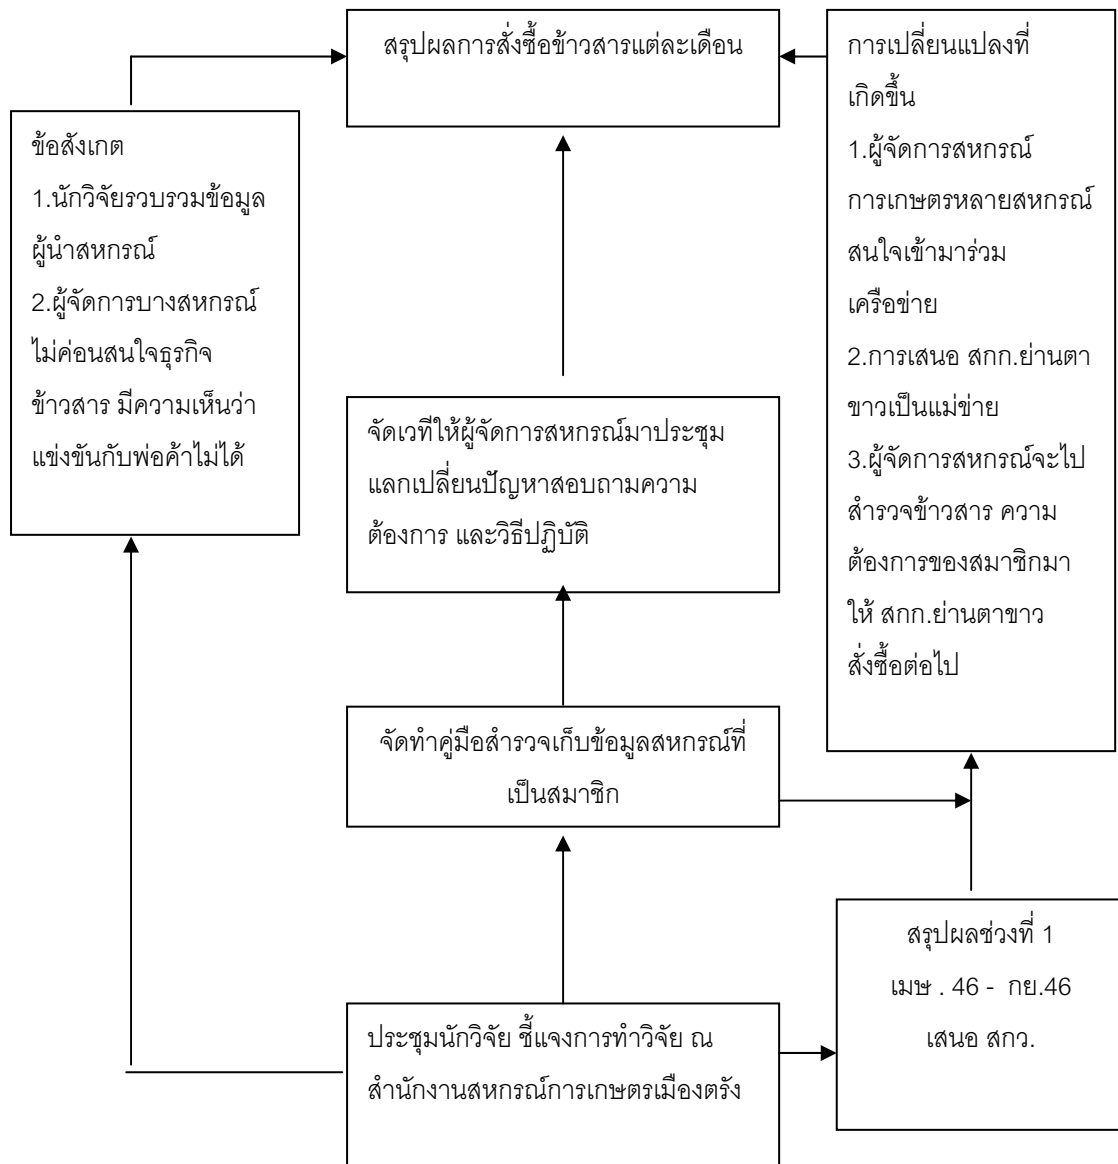 สรุปผลการสั่งซื้อข้าวสารแต่ละเดือน
การเปลี่ยนแปลงที่
เกิดขึ้น
1.ผู้จัดการสหกรณ์
การเกษตรหลายสหกรณ์
สนใจเข้ามาร่วม
เครือข่าย
2.การเสนอ สกก.ย่านตา
ขาวเป็นแม่ข่าย
3.ผู้จัดการสหกรณ์จะไป
สำรวจข้าวสาร ความ
ต้องการของสมาชิกมา
ให้ สกก.ย่านตาขาว
สั่งซื้อต่อไป
ข้อสังเกต
1.นักวิจัยรวบรวมข้อมูล
ผู้นำสหกรณ์
2.ผู้จัดการบางสหกรณ์
ไม่ค่อนสนใจธุรกิจ
ข้าวสาร มีความเห็นว่า
แข่งขันกับพ่อค้าไม่ได้
จัดเวทีให้ผู้จัดการสหกรณ์มาประชุม
แลกเปลี่ยนปัญหาสอบถามความ
ต้องการ และวิธีปฏิบัติ
จัดทำคู่มือสำรวจเก็บข้อมูลสหกรณ์ที่
เป็นสมาชิก
สรุปผลช่วงที่ 1
เมษ . 46 - กย.46
เสนอ สกว.
ประชุมนักวิจัย ชี้แจงการทำวิจัย ณ
สำนักงานสหกรณ์การเกษตรเมืองตรัง